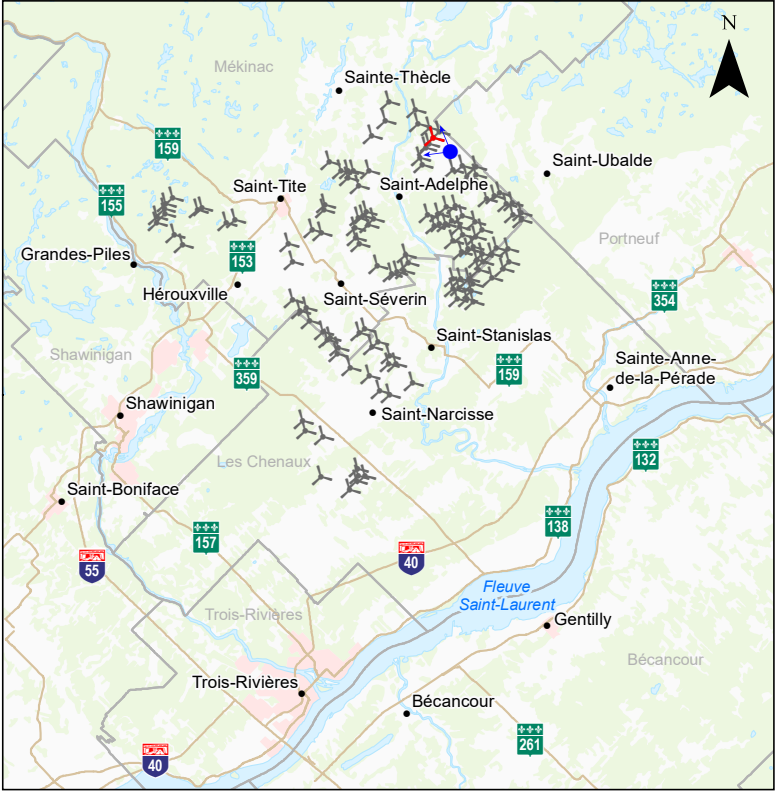 N
Mékinac
Sainte-Thècle
159
Saint-Ubalde
Saint-Tite
Saint-Adelphe
155
Portneuf
Grandes-Piles
153
Hérouxville
Saint-Séverin
354
Saint-Stanislas
Shawinigan
Sainte-Anne-
de-la-Pérade
359
159
Shawinigan
Saint-Narcisse
Les Chenaux
132
Saint-Boniface
138
157
40
55
Fleuve
Saint-Laurent
Trois-Rivières
Gentilly
Bécancour
Trois-Rivières
Bécancour
261
40